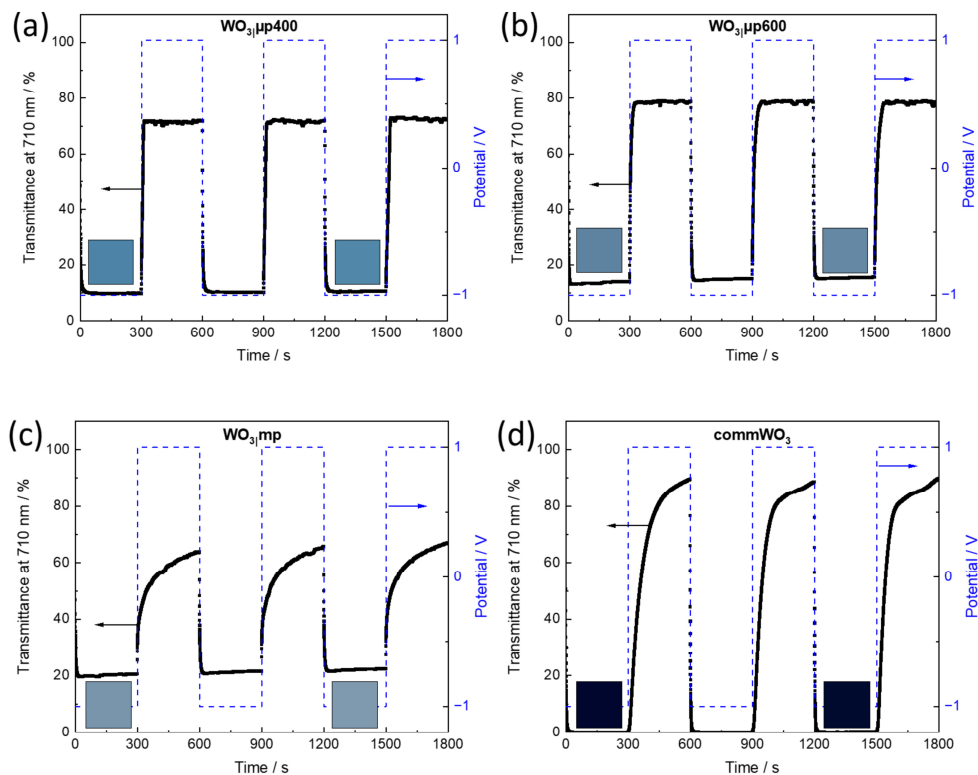 (a)
WO3|µp400
Transmittance at 710 nm / %
100
80
60
40
20
0
1
0
−1
Potential / V
0 300 600 900 1200 1500 1800
Time / s
(b)
WO3|µp600
Transmittance at 710 nm / %
100
80
60
40
20
0
1
0
−1
Potential / V
0 300 600 900 1200 1500 1800
Time / s
(c)
WO3|mp
Transmittance at 710 nm / %
100
80
60
40
20
0
1
0
−1
Potential / V
0 300 600 900 1200 1500 1800
Time / s
(d)
commWO3
Transmittance at 710 nm / %
100
80
60
40
20
0
1
0
−1
Potential / V
0 300 600 900 1200 1500 1800
Time / s